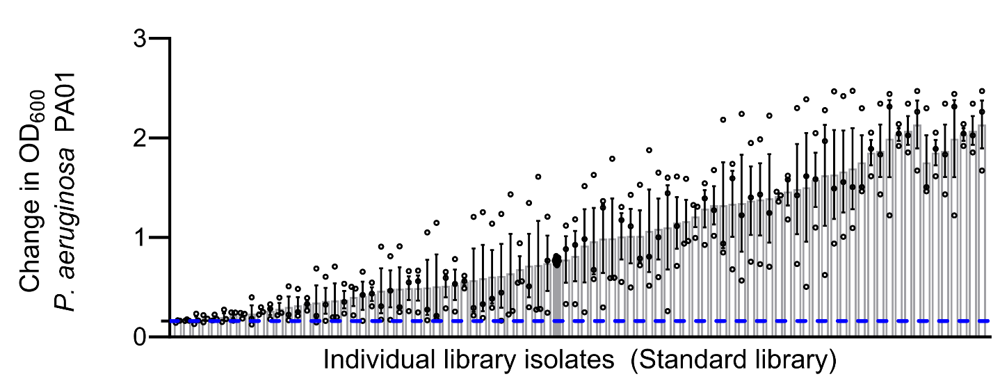 Change in OD600
P. aeruginosa PA01
3
2
1
0
Individual library isolates (Standard library)